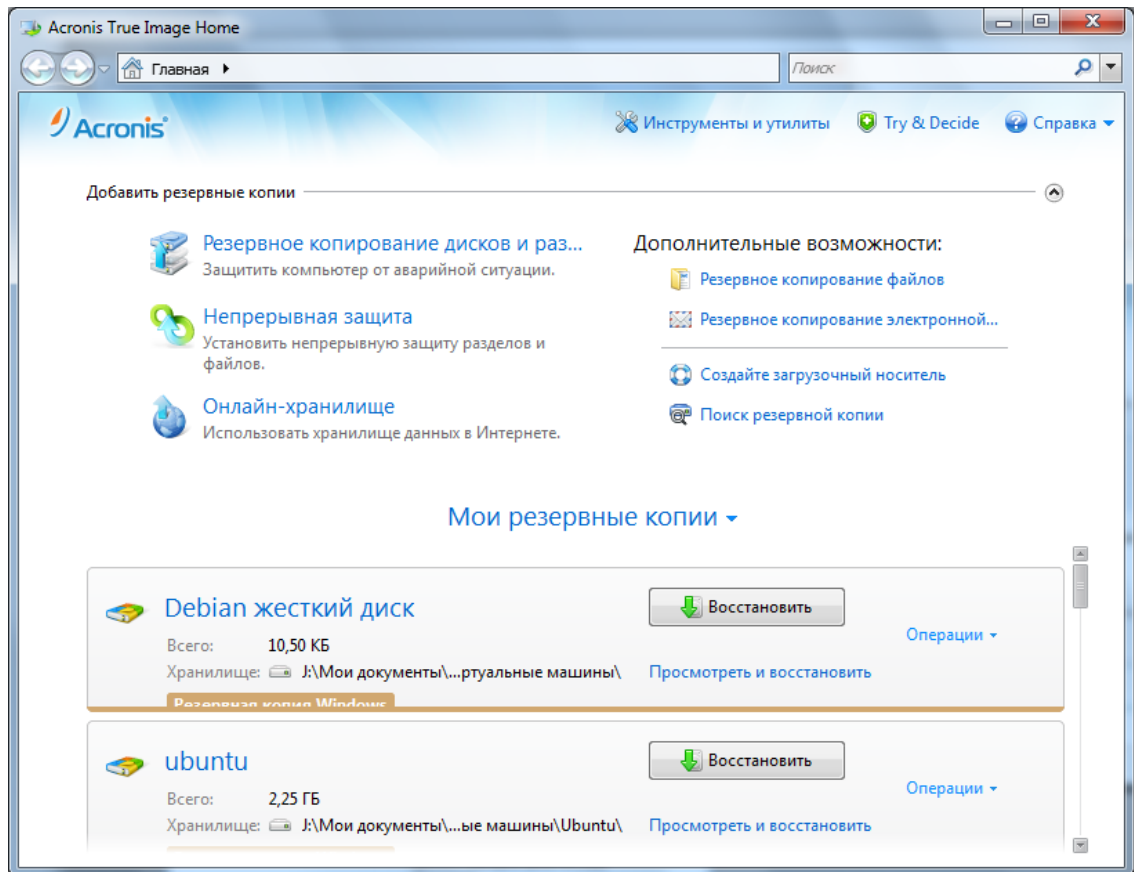 Acronis True Image Home
Главная
Поиск
Acronis
Инструменты и утилиты
Try & Decide
Справка
Добавить резервные копии
Резервное копирование дисков и раз...
Защитить компьютер от аварийной ситуации.
Непрерывная защита
Установить непрерывную защиту разделов и
файлов.
Онлайн-хранилище
Использовать хранилище данных в Интернете.
Дополнительные возможности:
Резервное копирование файлов
Резервное копирование электронной...
Создайте загрузочный носитель
Поиск резервной копии
Мои резервные копии
Debian жесткий диск
Восстановить
Всего: 10,50 КБ
Операции
Хранилище: J:\Мои документы\...ртуальные машины\
Просмотреть и восстановить
Резервная копия Windows
ubuntu
Восстановить
Всего: 2,25 ГБ
Операции
Хранилище: J:\Мои документы\...ые машины\Ubuntu\
Просмотреть и восстановить